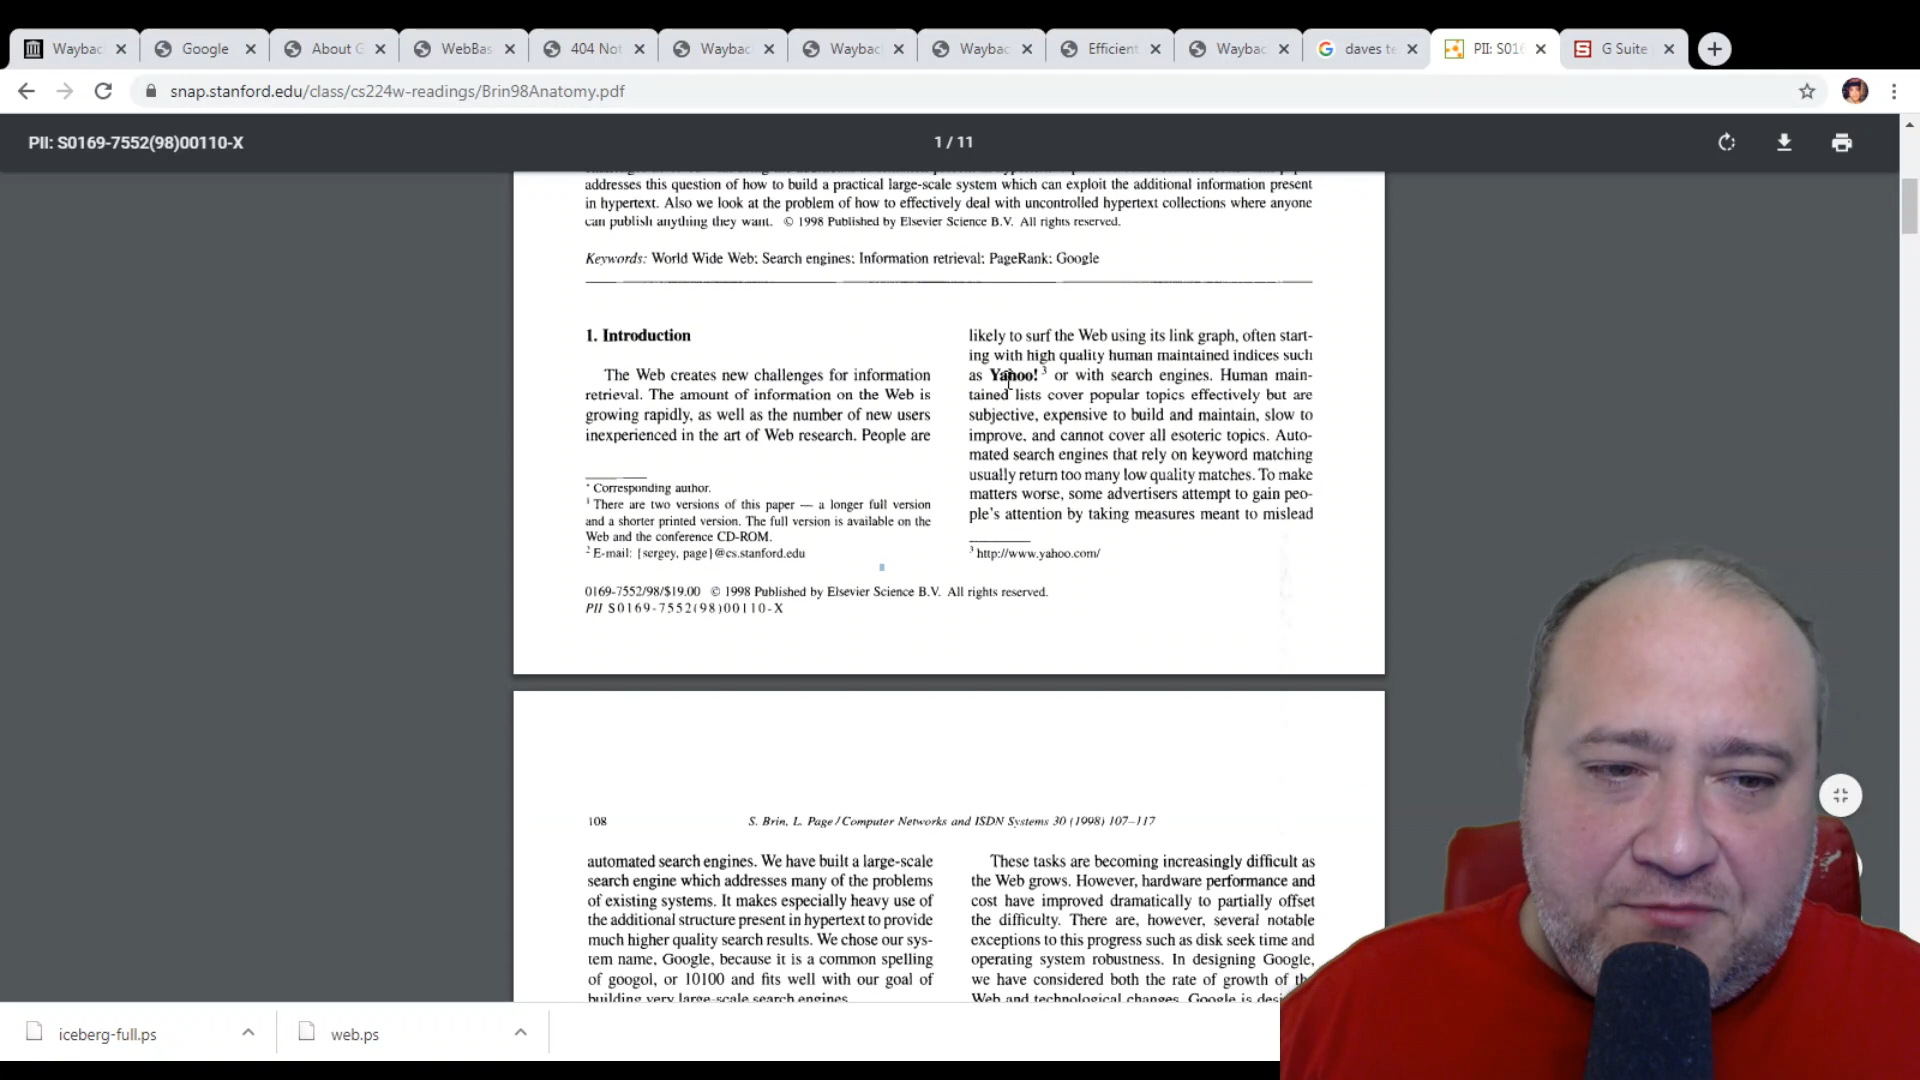 Waybac
Google
About G
WebBas
404 Not
Waybac
Waybac
Waybac
Efficient
Waybac
daves te
PII: S016
G Suite
snap.stanford.edu/class/cs224w-readings/Brin98Anatomy.pdf
PII: S0169-7552(98)00110-X
1 / 11
addresses this question of how to build a practical large-scale system which can exploit the additional information present
in hypertext. Also we look at the problem of how to effectively deal with uncontrolled hypertext collections where anyone
can publish anything they want. © 1998 Published by Elsevier Science B.V. All rights reserved.
Keywords: World Wide Web; Search engines; Information retrieval; PageRank; Google
1. Introduction
The Web creates new challenges for information
retrieval. The amount of information on the Web is
growing rapidly, as well as the number of new users
inexperienced in the art of Web research. People are
* Corresponding author.
1 There are two versions of this paper — a longer full version
and a shorter printed version. The full version is available on the
Web and the conference CD-ROM.
2 E-mail: {sergey, page}@cs.stanford.edu
likely to surf the Web using its link graph, often start-
ing with high quality human maintained indices such
as Yahoo! 3 or with search engines. Human main-
tained lists cover popular topics effectively but are
subjective, expensive to build and maintain, slow to
improve, and cannot cover all esoteric topics. Auto-
mated search engines that rely on keyword matching
usually return too many low quality matches. To make
matters worse, some advertisers attempt to gain peo-
ple's attention by taking measures meant to mislead
3 http://www.yahoo.com/
0169-7552/98/$19.00 © 1998 Published by Elsevier Science B.V. All rights reserved.
PII S0169-7552(98)00110-X
108
S. Brin, L. Page / Computer Networks and ISDN Systems 30 (1998) 107–117
automated search engines. We have built a large-scale
search engine which addresses many of the problems
of existing systems. It makes especially heavy use of
the additional structure present in hypertext to provide
much higher quality search results. We chose our sys-
tem name, Google, because it is a common spelling
of googol, or 10100 and fits well with our goal of
building very large-scale search engines.
These tasks are becoming increasingly difficult as
the Web grows. However, hardware performance and
cost have improved dramatically to partially offset
the difficulty. There are, however, several notable
exceptions to this progress such as disk seek time and
operating system robustness. In designing Google,
we have considered both the rate of growth of the
Web and technological changes. Google is desi
iceberg-full.ps
web.ps